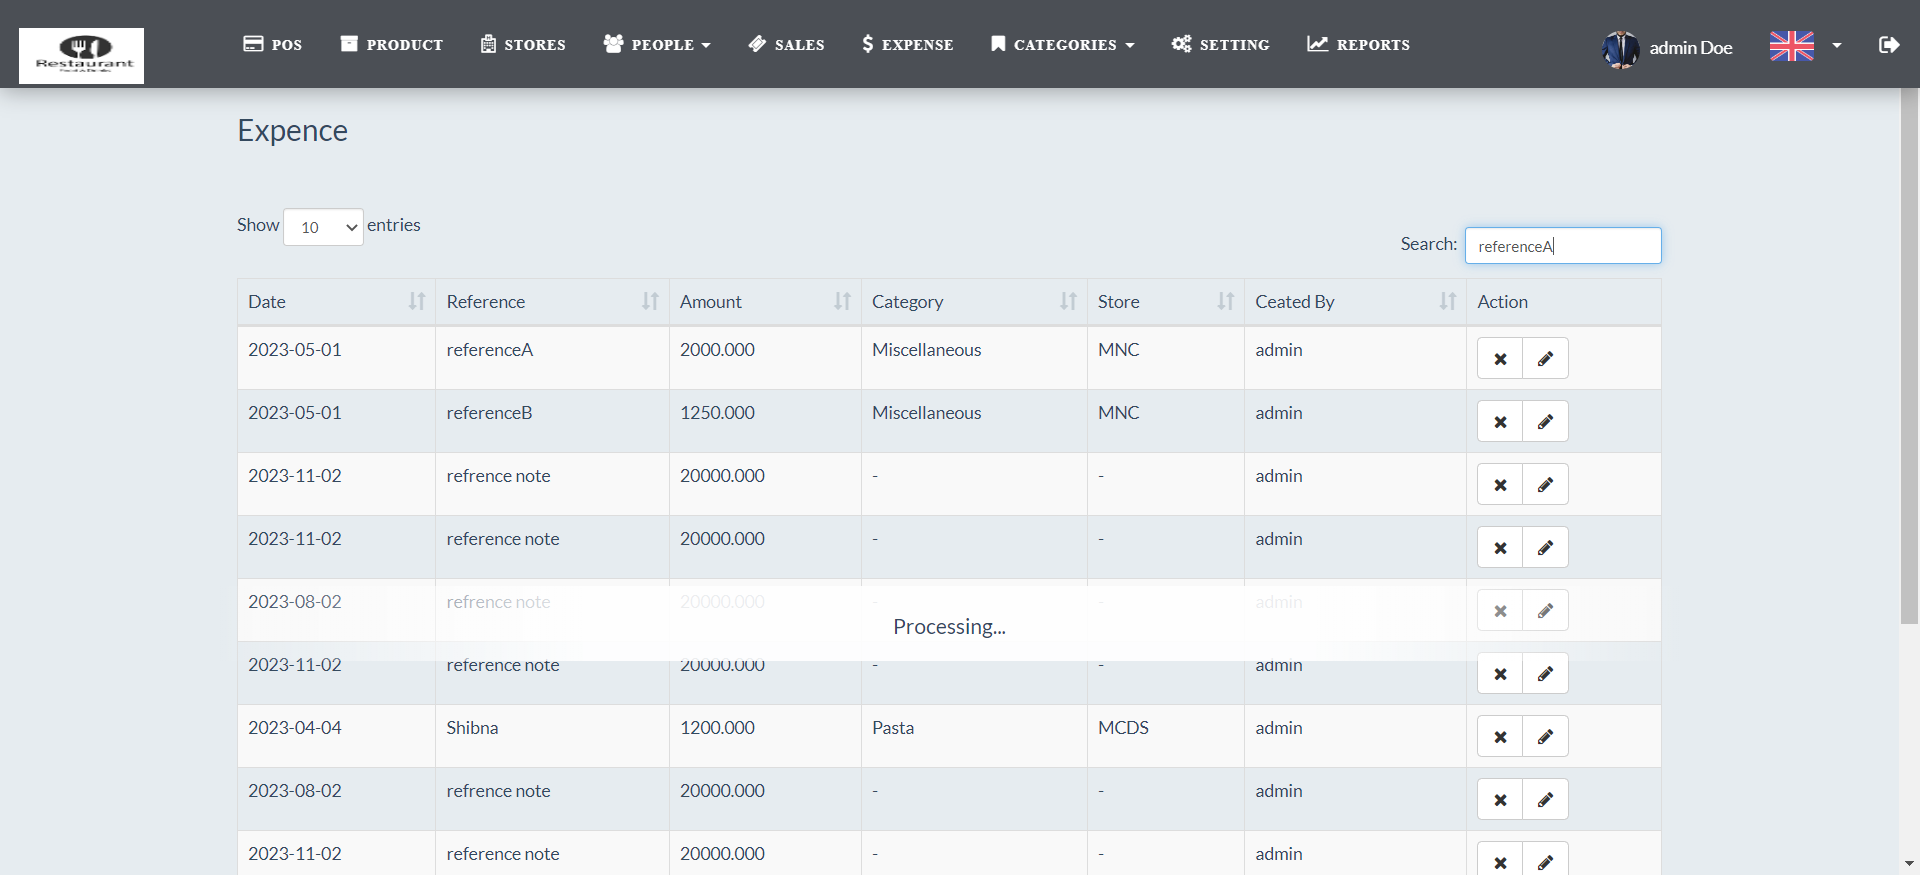 Restaurant
POS PRODUCT STORES PEOPLE SALES EXPENSE CATEGORIES SETTING REPORTS admin Doe
Expence
Show 10 entries
Search: referenceA
Date Reference Amount Category Store Ceated By Action
2023-05-01 referenceA 2000.000 Miscellaneous MNC admin
2023-05-01 referenceB 1250.000 Miscellaneous MNC admin
2023-11-02 refrence note 20000.000 - - admin
2023-11-02 reference note 20000.000 - - admin
2023-08-02 refrence note 20000.000 - - admin
Processing...
2023-11-02 reference note 20000.000 - - admin
2023-04-04 Shibna 1200.000 Pasta MCDS admin
2023-08-02 refrence note 20000.000 - - admin
2023-11-02 reference note 20000.000 - - admin